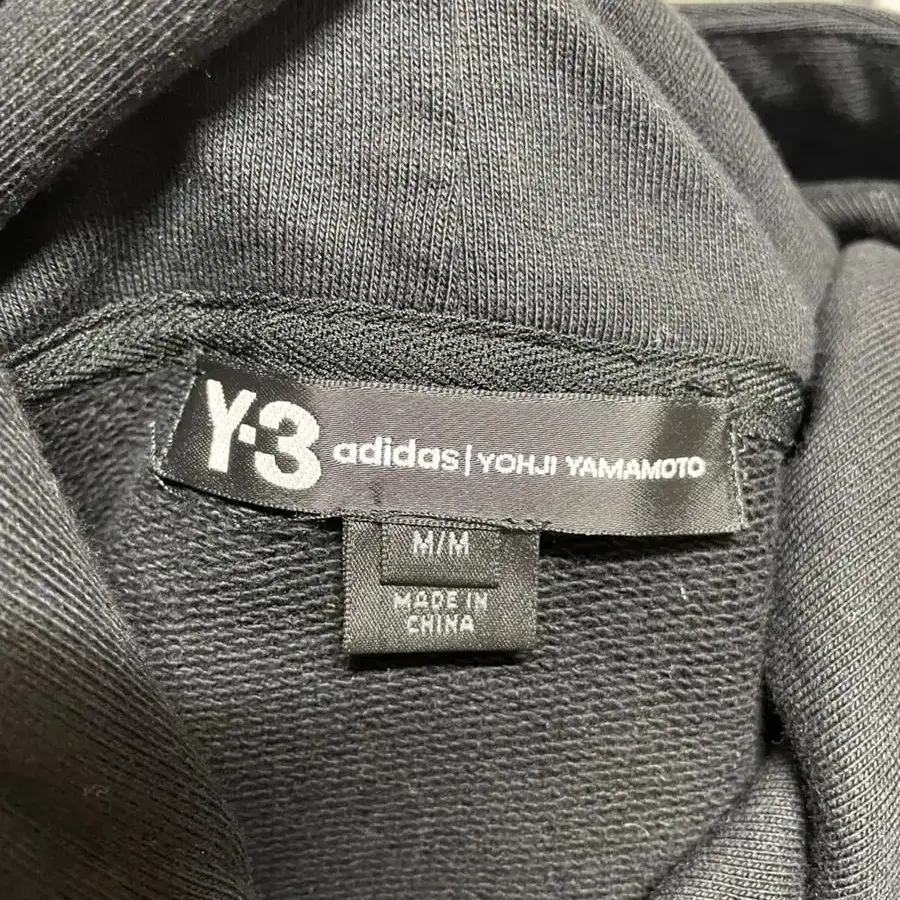 Y-3 adidas | YOHJI YAMAMOTO
M/M
MADE IN
CHINA